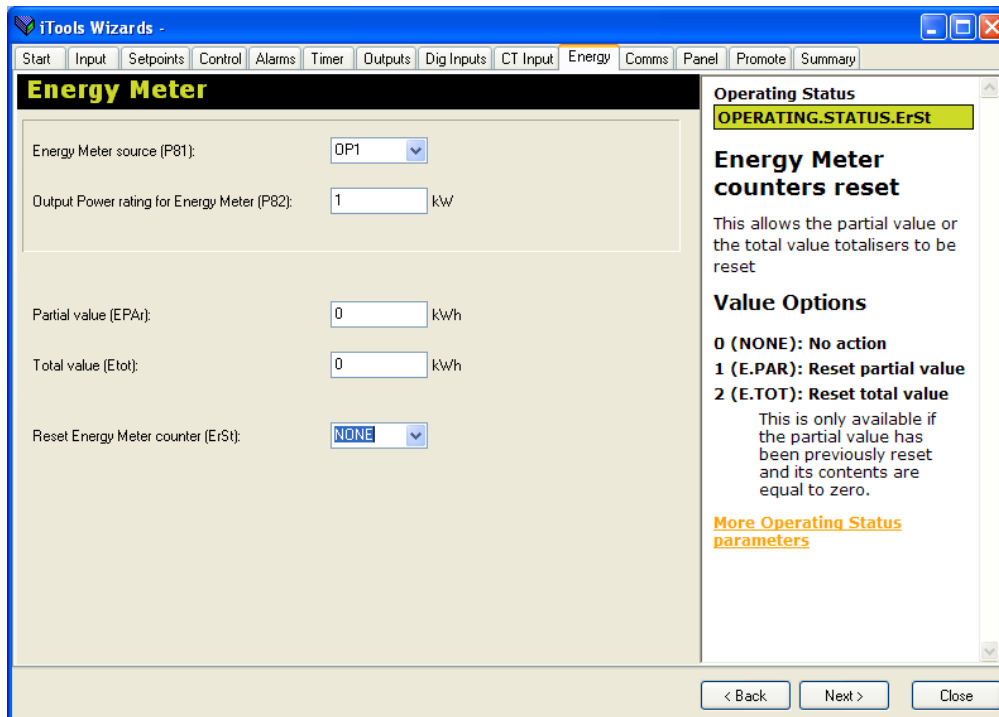 iTools Wizards -
Start Input Setpoints Control Alarms Timer Outputs Dig Inputs CT Input Energy Comms Panel Promote Summary
Energy Meter
Energy Meter source (P81): OP1
Output Power rating for Energy Meter (P82): 1 kW
Partial value (EPAr): 0 kWh
Total value (Etot): 0 kWh
Reset Energy Meter counter (ErSt): NONE
Operating Status
OPERATING.STATUS.ErSt
Energy Meter
counters reset
This allows the partial value or
the total value totalisers to be
reset
Value Options
0 (NONE): No action
1 (E.PAR): Reset partial value
2 (E.TOT): Reset total value
This is only available if
the partial value has
been previously reset
and its contents are
equal to zero.
More Operating Status
parameters
< Back Next > Close